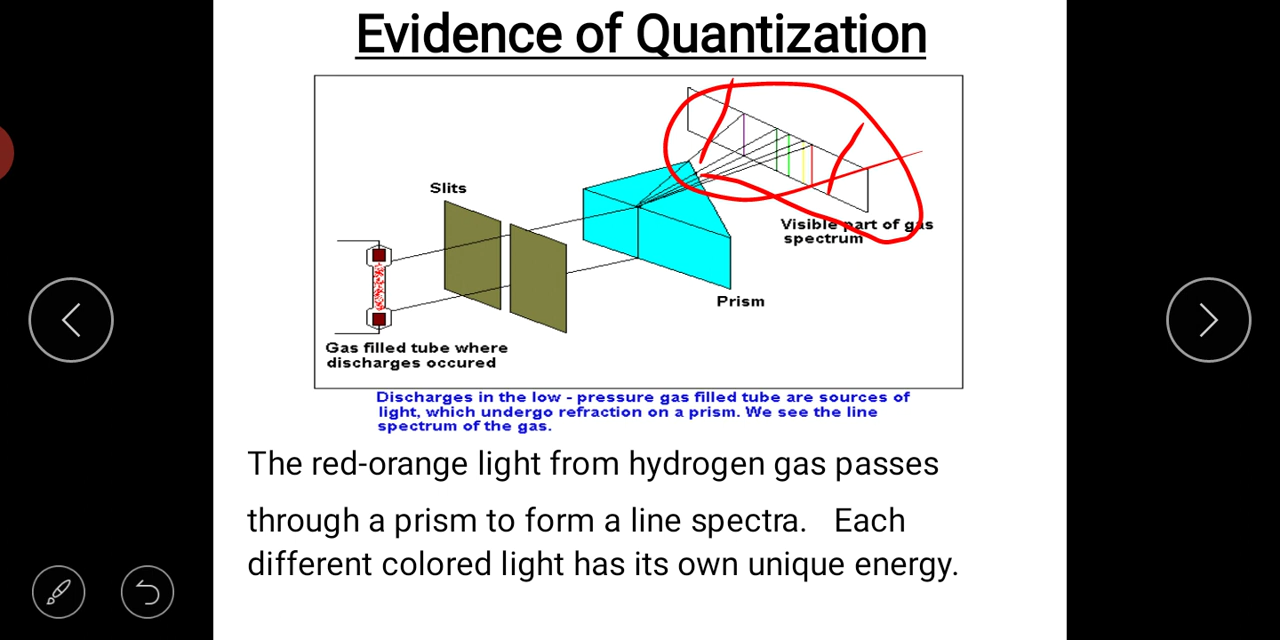 Evidence of Quantization
Slits
Visible part of gas
spectrum
Prism
Gas filled tube where
discharges occured
Discharges in the low - pressure gas filled tube are sources of
light, which undergo refraction on a prism. We see the line
spectrum of the gas.
The red-orange light from hydrogen gas passes
through a prism to form a line spectra. Each
different colored light has its own unique energy.